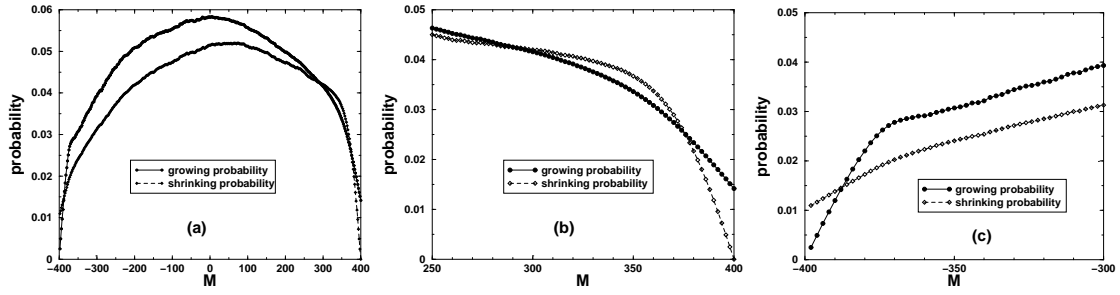 0.06
0.05
0.04
0.03
0.02
0.01
0
probability
growing probability
shrinking probability
(a)
−400 −300 −200 −100 0 100 200 300 400
M
0.05
0.04
0.03
0.02
0.01
0.00
probability
growing probability
shrinking probability
(b)
250 300 350 400
M
0.05
0.04
0.03
0.02
0.01
0
probability
growing probability
shrinking probability
(c)
−400 −350 −300
M